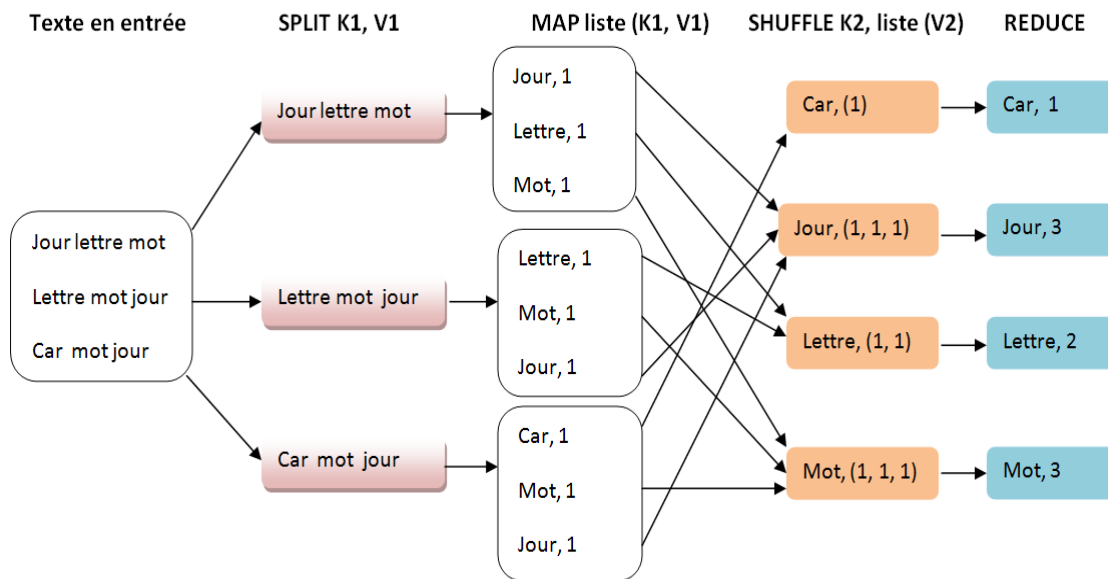 Texte en entrée
SPLIT K1, V1
MAP liste (K1, V1)
SHUFFLE K2, liste (V2)
REDUCE
Jour lettre mot
Lettre mot jour
Car mot jour
Jour lettre mot
Lettre mot jour
Car mot jour
Jour, 1
Lettre, 1
Mot, 1
Lettre, 1
Mot, 1
Jour, 1
Car, 1
Mot, 1
Jour, 1
Car, (1)
Jour, (1, 1, 1)
Lettre, (1, 1)
Mot, (1, 1, 1)
Car, 1
Jour, 3
Lettre, 2
Mot, 3